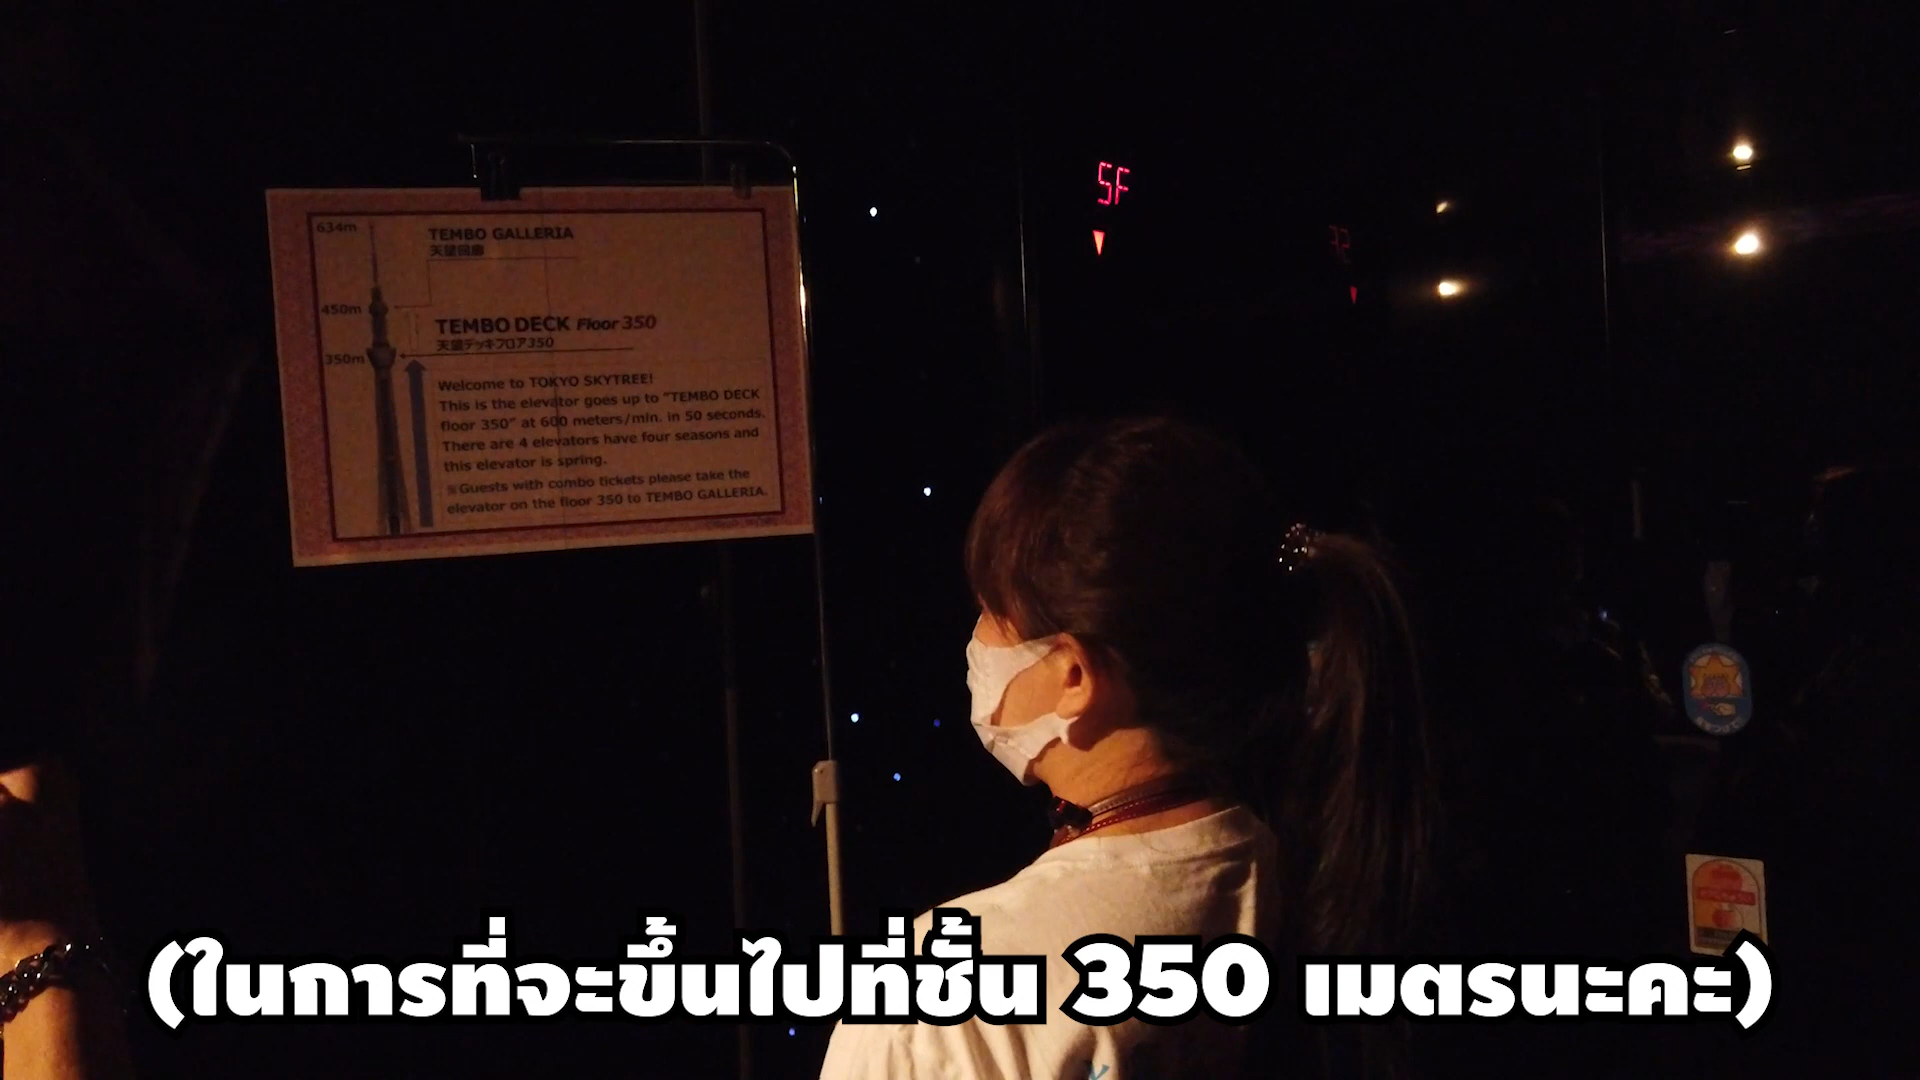 5F
634m
TEMBO GALLERIA
天望回廊
450m
TEMBO DECK Floor 350
天望デッキフロア350
350m
Welcome to TOKYO SKYTREE!
This is the elevator goes up to "TEMBO DECK
floor 350" at 600 meters/min. in 50 seconds.
There are 4 elevators have four seasons and
this elevator is spring.
※Guests with combo tickets please take the
elevator on the floor 350 to TEMBO GALLERIA.
(ในการที่จะขึ้นไปที่ชั้น 350 เมตรนะคะ)